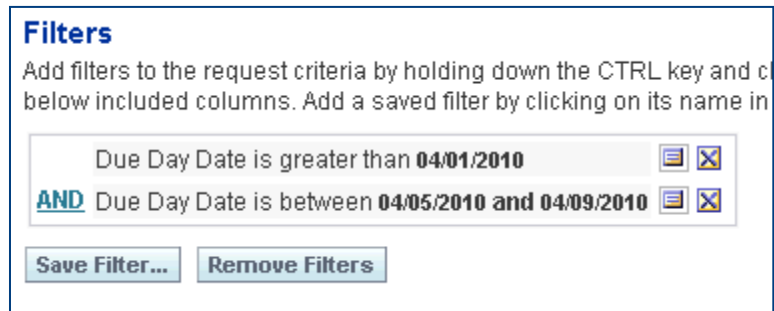 Filters
Add filters to the request criteria by holding down the CTRL key and
below included columns. Add a saved filter by clicking on its name in
Due Day Date is greater than 04/01/2010
AND Due Day Date is between 04/05/2010 and 04/09/2010
Save Filter... Remove Filters